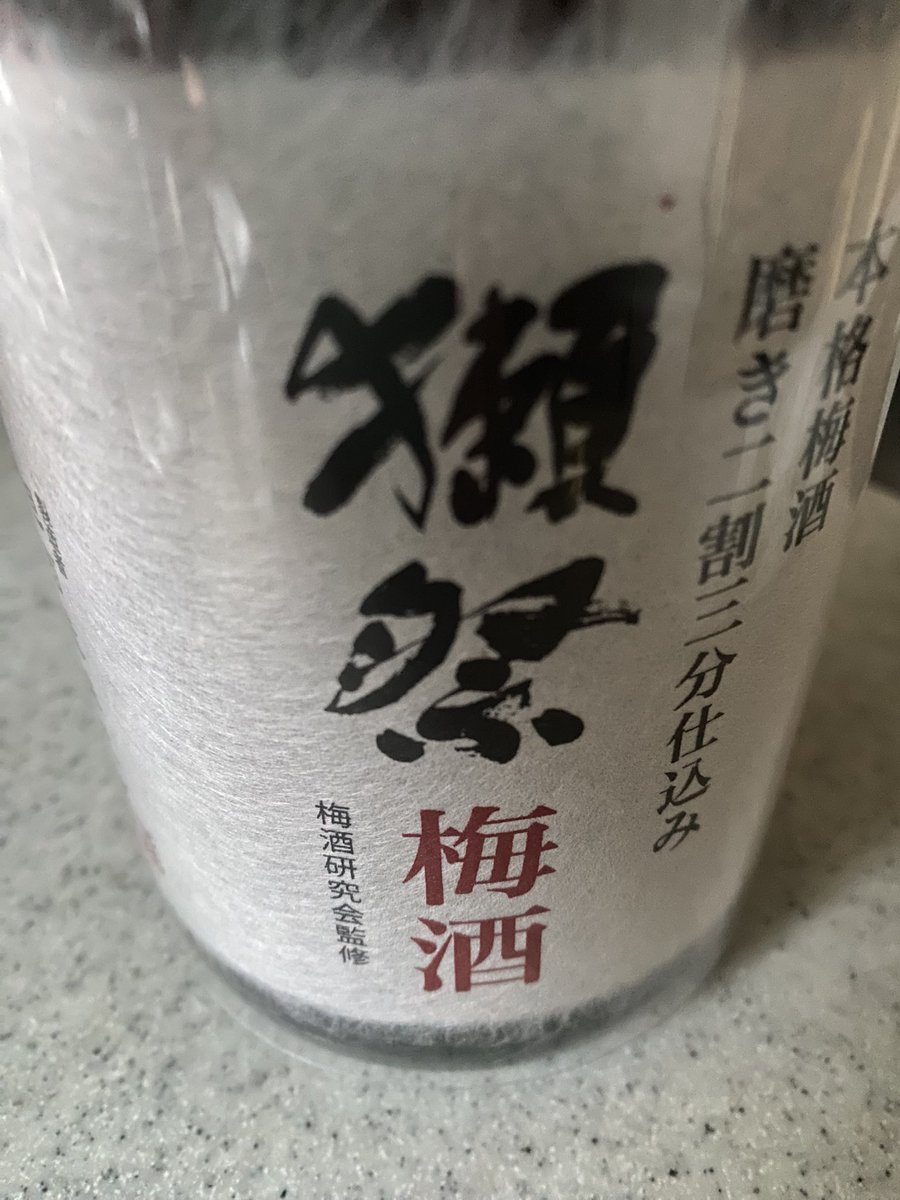 本格梅酒
磨き二割三分仕込み
獺祭
梅酒
梅酒研究会監修